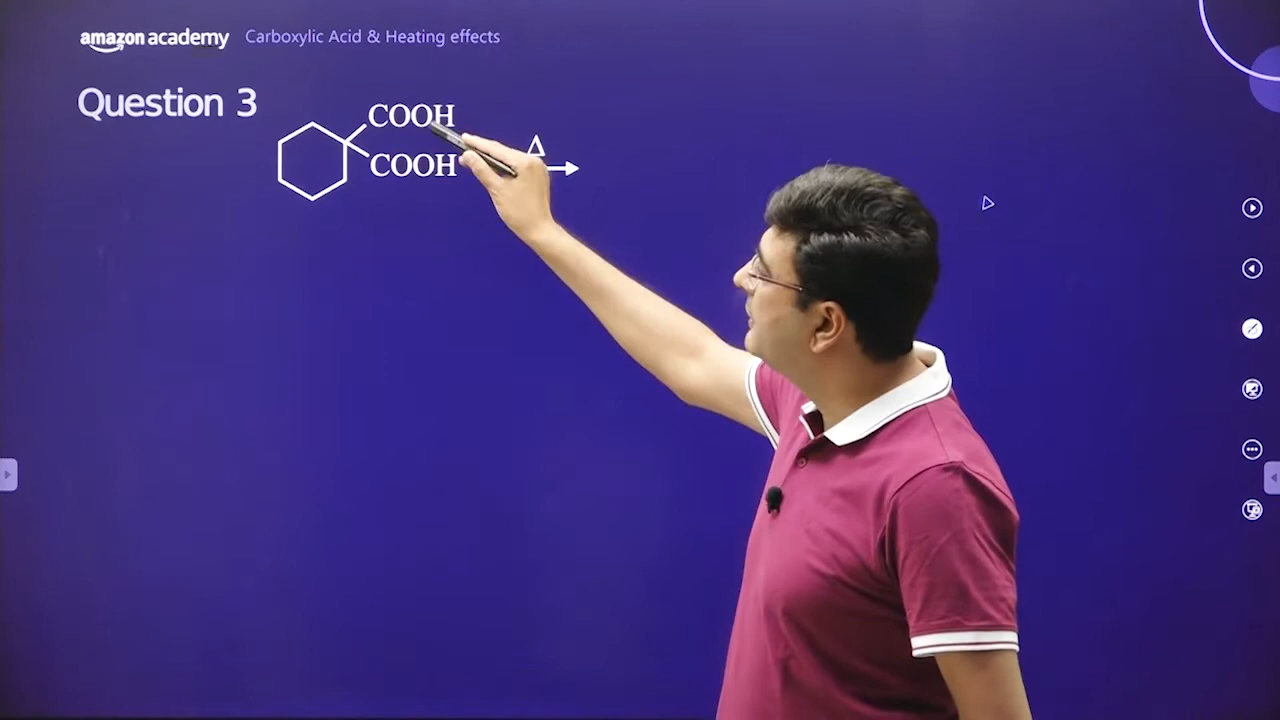 amazon academy Carboxylic Acid & Heating effects
Question 3
COOH
Δ
COOH